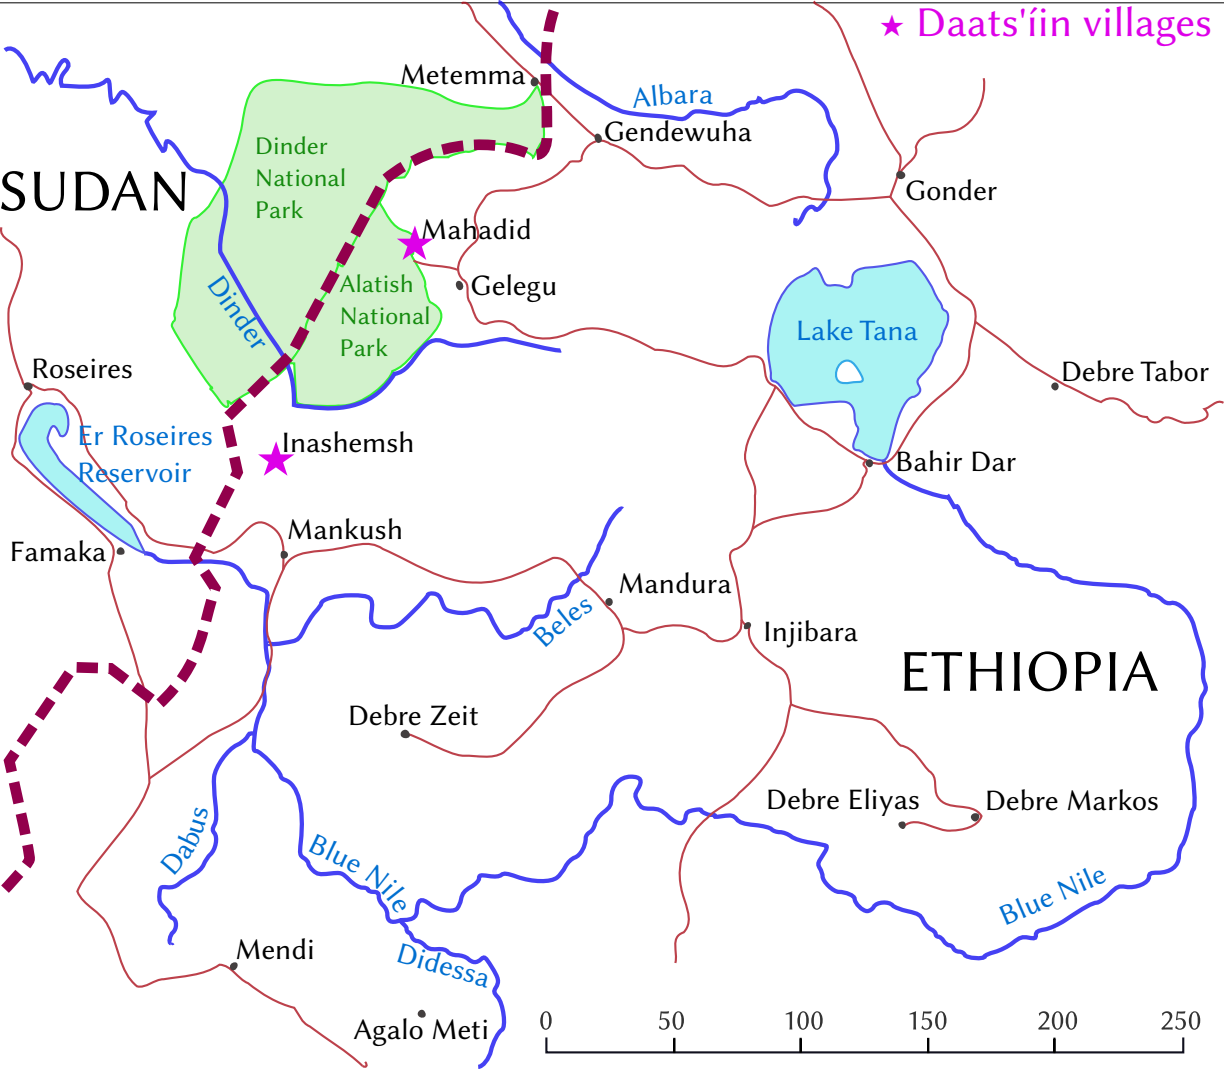 ★ Daats'íin villages
Metemma
Albara
Gendewuha
Dinder
National
Park
SUDAN
Gonder
Mahadid
Gelegu
Alatish
National
Park
Dinder
Lake Tana
Roseires
Debre Tabor
Er Roseires
Reservoir
Inashemsh
Bahir Dar
Mankush
Famaka
Mandura
Beles
Injibara
ETHIOPIA
Debre Zeit
Debre Eliyas
Debre Markos
Dabus
Blue Nile
Blue Nile
Mendi
Didessa
Agalo Meti
0 50 100 150 200 250